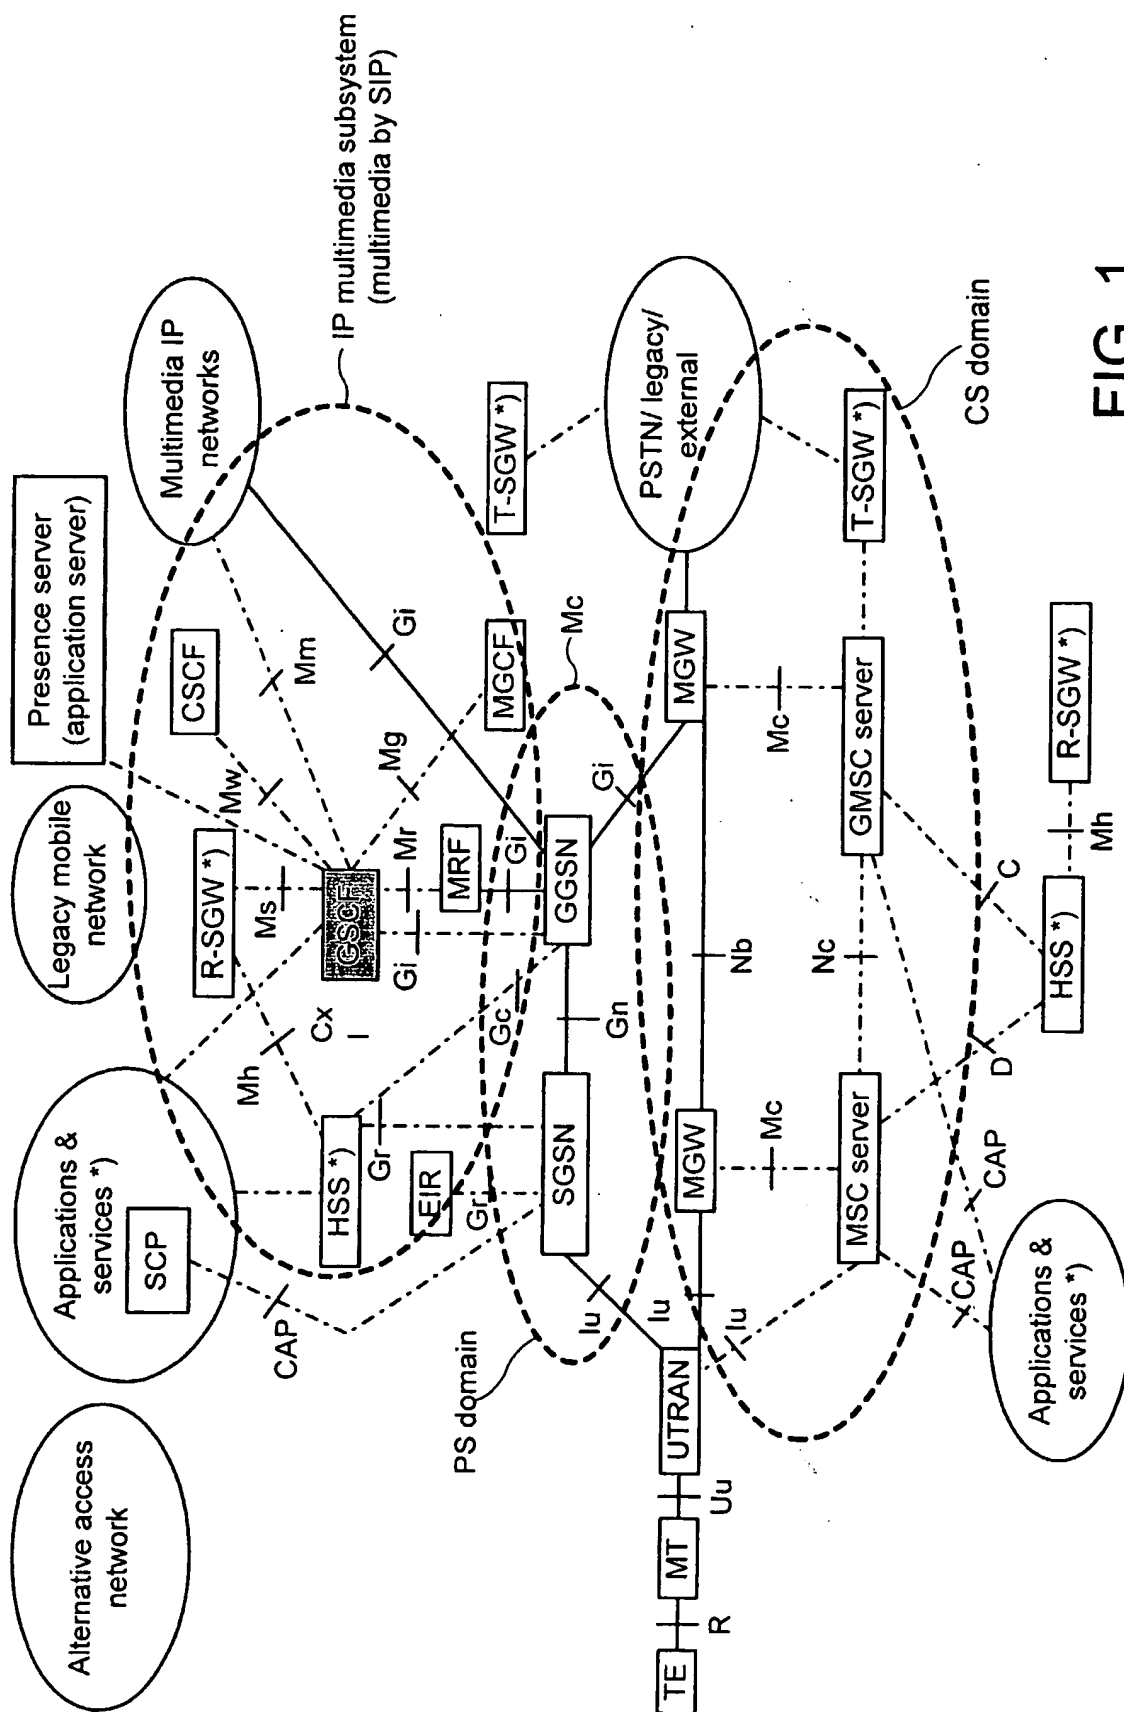 Alternative access
network
Applications &
services *)
SCP
Legacy mobile
network
Presence server
(application server)
Multimedia IP
networks
IP multimedia subsystem
(multimedia by SIP)
CAP
Mh
Cx
R-SGW *)
Ms
Mw
CSCF
Mm
Gi
HSS *)
Gr
EIR
Gr
Gi
Mr
Mg
MRF
Gi
MGCF
T-SGW *)
Gc
Mc
PS domain
SGSN
Gn
GGSN
Gi
Iu
Iu
Iu
TE
R
MT
Uu
UTRAN
MGW
Nb
MGW
PSTN/ legacy/
external
Mc
Mc
MSC server
Nc
GMSC server
T-SGW *)
CS domain
CAP
CAP
D
C
Applications &
services *)
HSS *)
Mh
R-SGW *)
FIG. 1